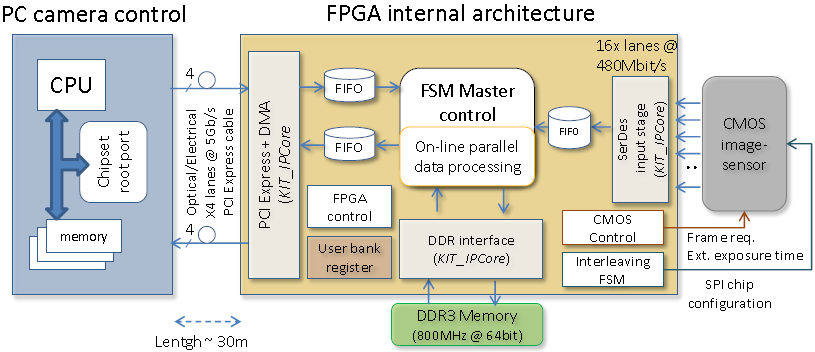 PC camera control
FPGA internal architecture
CPU
Chipset
root port
memory
4
4
Optical/Electrical
X4 lanes @ 5Gb/s
PCI Express cable
Lentgh ~ 30m
PCI Express + DMA
(KIT_IPCore)
FIFO
FIFO
FSM Master
control
On-line parallel
data processing
FIFO
16x lanes @
480Mbit/s
SerDes
input stage
(KIT_IPCore)
CMOS
image-
sensor
..
FPGA
control
User bank
register
DDR interface
(KIT_IPCore)
CMOS
Control
Interleaving
FSM
Frame req.
Ext. exposure time
SPI chip
configuration
DDR3 Memory
(800MHz @ 64bit)